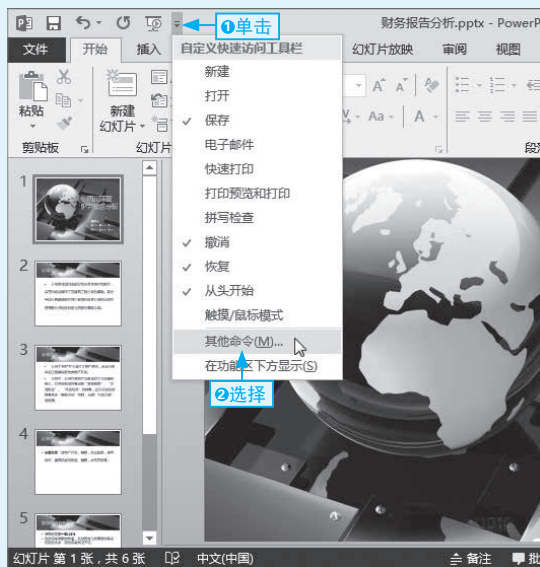 ❶单击
财务报告分析.pptx - PowerP
文件 开始 插入 幻灯片放映 审阅 视图
自定义快速访问工具栏
新建
打开
保存
电子邮件
快速打印
打印预览和打印
拼写检查
撤消
恢复
从头开始
触摸/鼠标模式
其他命令(M)...
在功能区下方显示(S)
❷选择
粘贴
新建
幻灯片
Aa
A
剪贴板
幻灯片
段
1
2
3
4
5
幻灯片 第 1 张，共 6 张 中文(中国) 备注 批